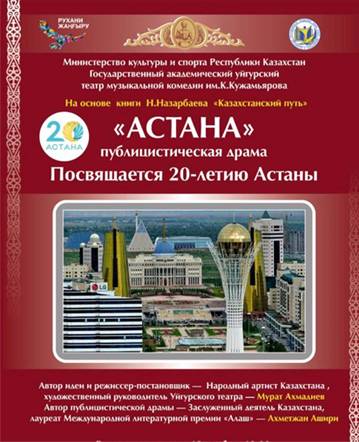 РУХАНИ
ЖАҢҒЫРУ
Министерство культуры и спорта Республики Казахстан
Государственный академический уйгурский
театр музыкальной комедии им.К.Кужамьярова
На основе книги Н.Назарбаева «Казахстанский путь»
20
АСТАНА
«АСТАНА»
публицистическая драма
Посвящается 20-летию Астаны
LG
Автор идеи и режиссер-постановщик — Народный артист Казахстана ,
художественный руководитель Уйгурского театра — Мурат Ахмадиев
Автор публицистической драмы — Заслуженный деятель Казахстана,
лауреат Международной литературной премии «Алаш» — Ахметжан Ашири